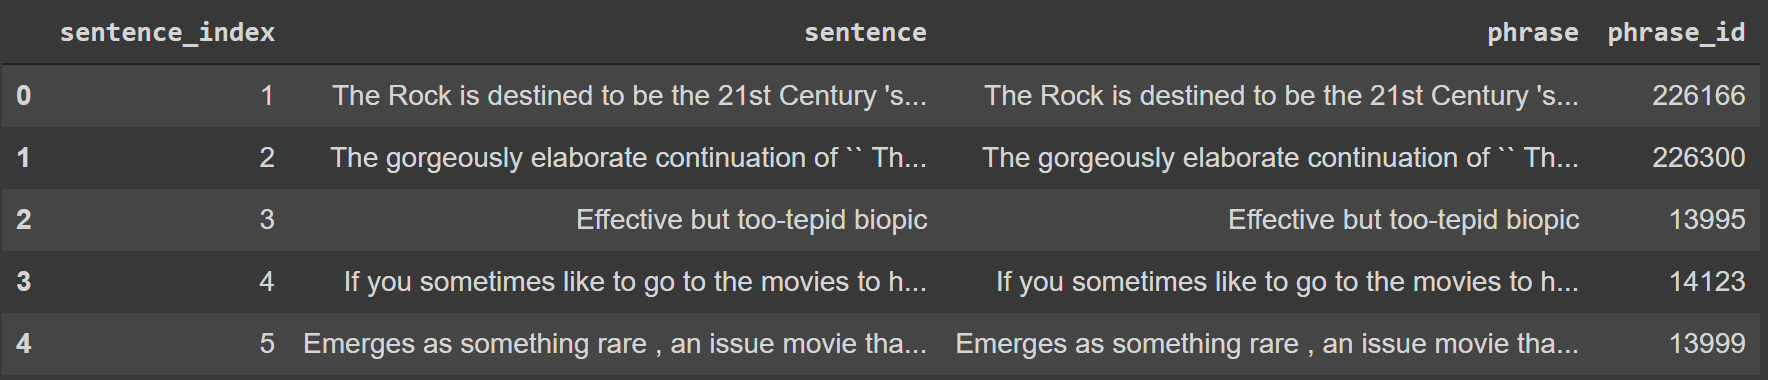 sentence_index sentence phrase phrase_id
0 1 The Rock is destined to be the 21st Century 's... The Rock is destined to be the 21st Century 's... 226166
1 2 The gorgeously elaborate continuation of `` Th... The gorgeously elaborate continuation of `` Th... 226300
2 3 Effective but too-tepid biopic Effective but too-tepid biopic 13995
3 4 If you sometimes like to go to the movies to h... If you sometimes like to go to the movies to h... 14123
4 5 Emerges as something rare , an issue movie tha... Emerges as something rare , an issue movie tha... 13999